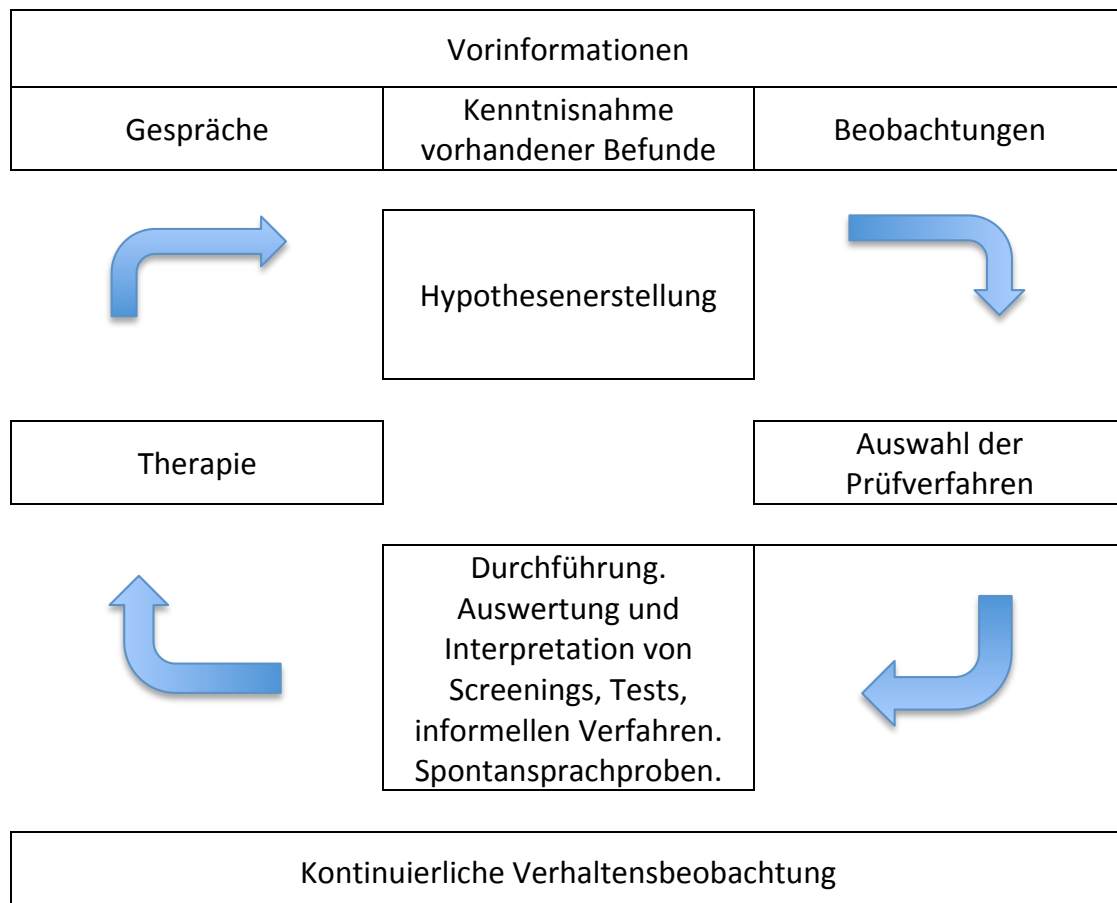 Vorinformationen
Gespräche
Kenntnisnahme
vorhandener Befunde
Beobachtungen
Hypothesenerstellung
Therapie
Auswahl der
Prüfverfahren
Durchführung.
Auswertung und
Interpretation von
Screenings, Tests,
informellen Verfahren.
Spontansprachproben.
Kontinuierliche Verhaltensbeobachtung